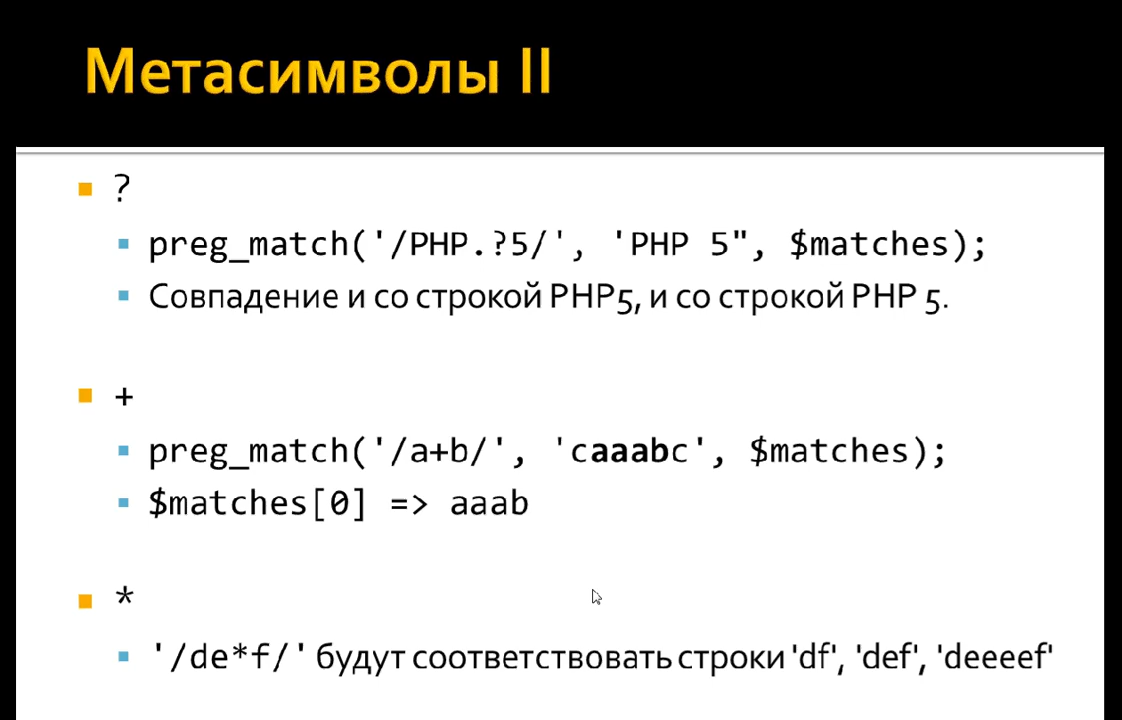 Метасимволы II
?
preg_match('/PHP.?5/', 'PHP 5", $matches);
Совпадение и со строкой PHP5, и со строкой PHP 5.
+
preg_match('/a+b/', 'caaabc', $matches);
$matches[0] => aaab
*
'/de*f/' будут соответствовать строки 'df', 'def', 'deeeef'